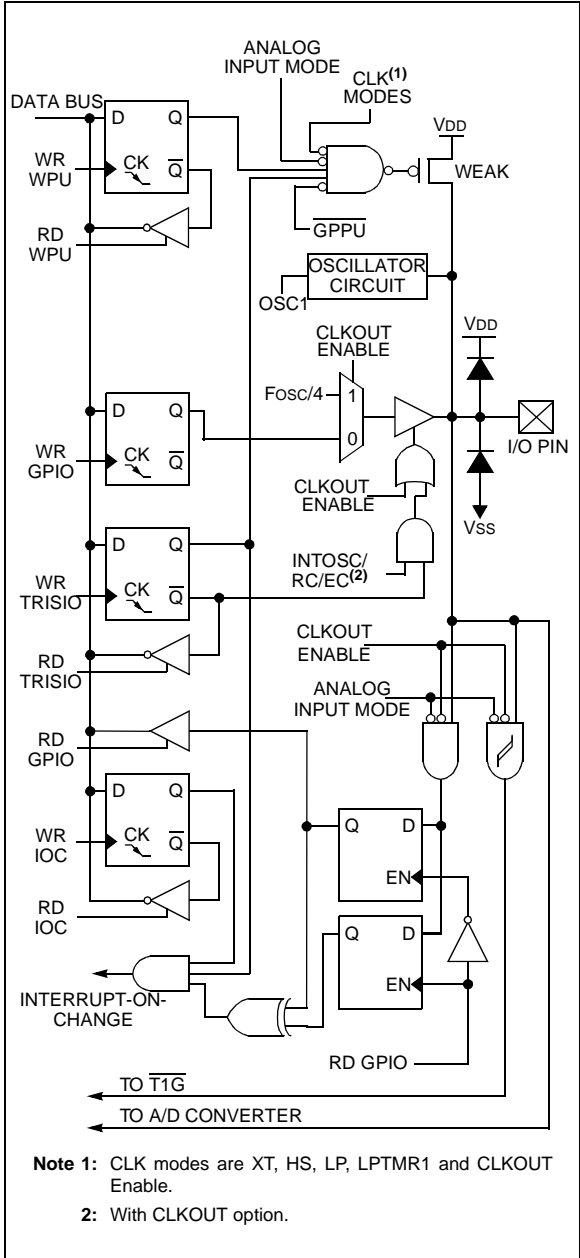 ANALOG
INPUT MODE
CLK(1)
MODES
DATA BUS
D Q
VDD
WR
WPU
CK Q
WEAK
RD
WPU
GPPU
OSCILLATOR
CIRCUIT
OSC1
CLKOUT
ENABLE
VDD
FOSC/4
1
D Q
0
I/O PIN
WR
GPIO
CK Q
CLKOUT
ENABLE
VSS
D Q
INTOSC/
RC/EC(2)
WR
TRISIO
CK Q
RD
TRISIO
CLKOUT
ENABLE
ANALOG
INPUT MODE
RD
GPIO
D Q
WR
IOC
CK Q
Q D
EN
RD
IOC
Q D
EN
INTERRUPT-ON-
CHANGE
RD GPIO
TO T1G
TO A/D CONVERTER
Note 1: CLK modes are XT, HS, LP, LPTMR1 and CLKOUT
Enable.
2: With CLKOUT option.